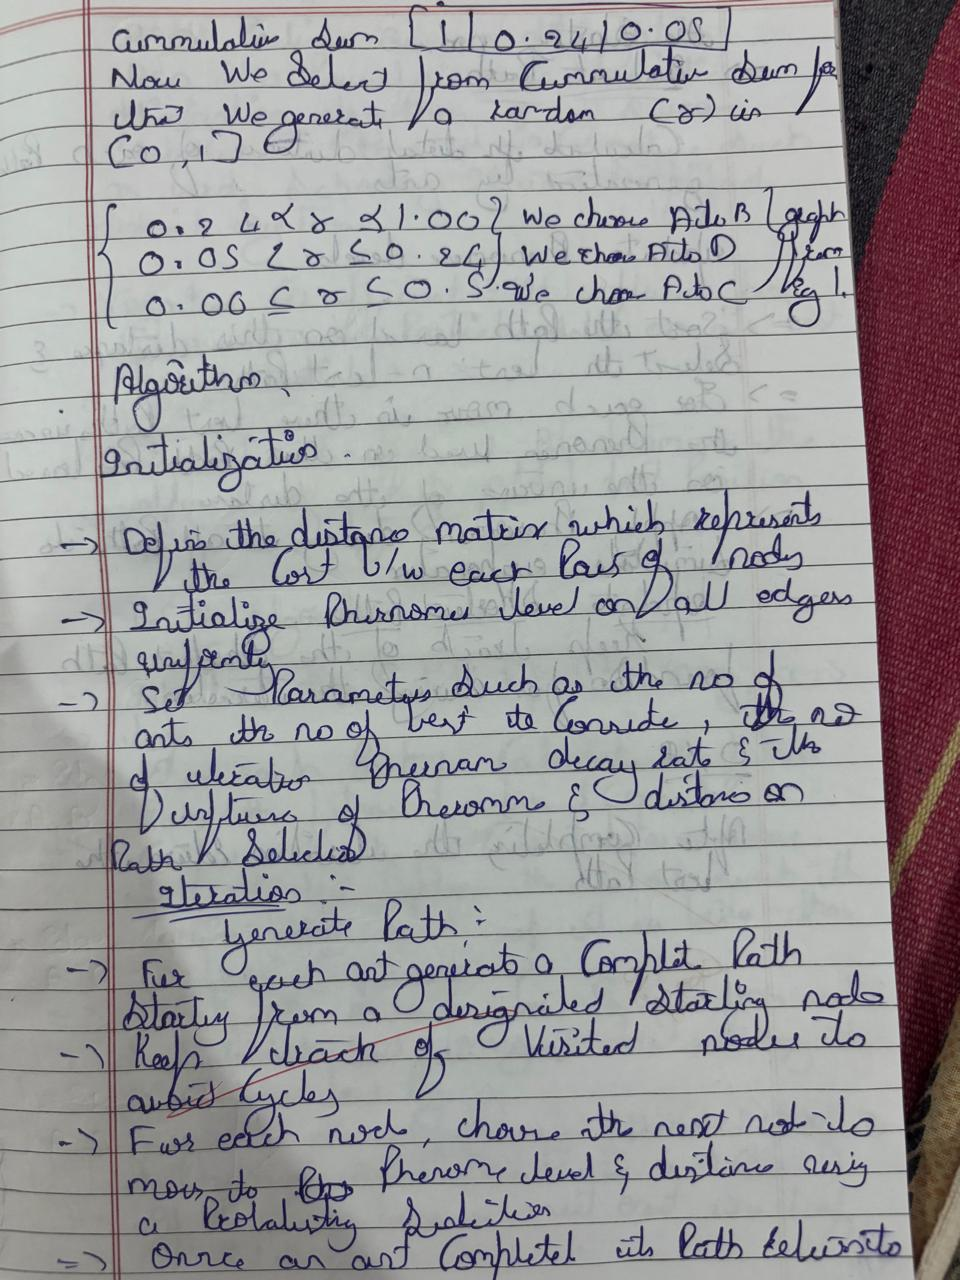 Cummulative Sum [1 | 0.24 | 0.05]
Now We Select from Cummulative Sum for
this We generate a random (r) in
[0,1]
{ 0.24 < r ≤ 1.00 } We choose A to B } graph
{ 0.05 < r ≤ 0.24 } We choose A to D } from
{ 0.00 ≤ r ≤ 0.5 We choose A to C } eg 1.
Algorithm
Initialization.
→ Define the distance matrix which represents
the Cost b/w each Pair of nodes
→ Initialize Pheromone level on all edges
uniformly
→ Set Parameters Such as the no of
ants the no of best to Conside, the no
of iteration Pheromone decay rate & the
of Pheromone & distance on
Path Selection
Iteration :-
Generate Path :
→ For each ant generate a Complet Path
Starting from a designated Starting node
→ Keep track of Visited nodes to
avoid Cycles
→ For each node, choose the next node to
move to Pheromone level & distance using
a Probability Selection
=> Once an ant Completed its Path returns to